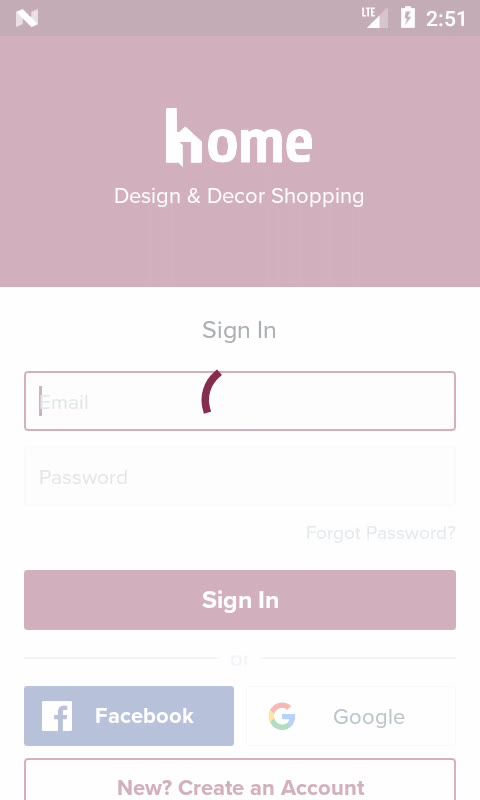 LTE 2:51
home
Design & Decor Shopping
Sign In
Email
Password
Forgot Password?
Sign In
or
Facebook
Google
New? Create an Account